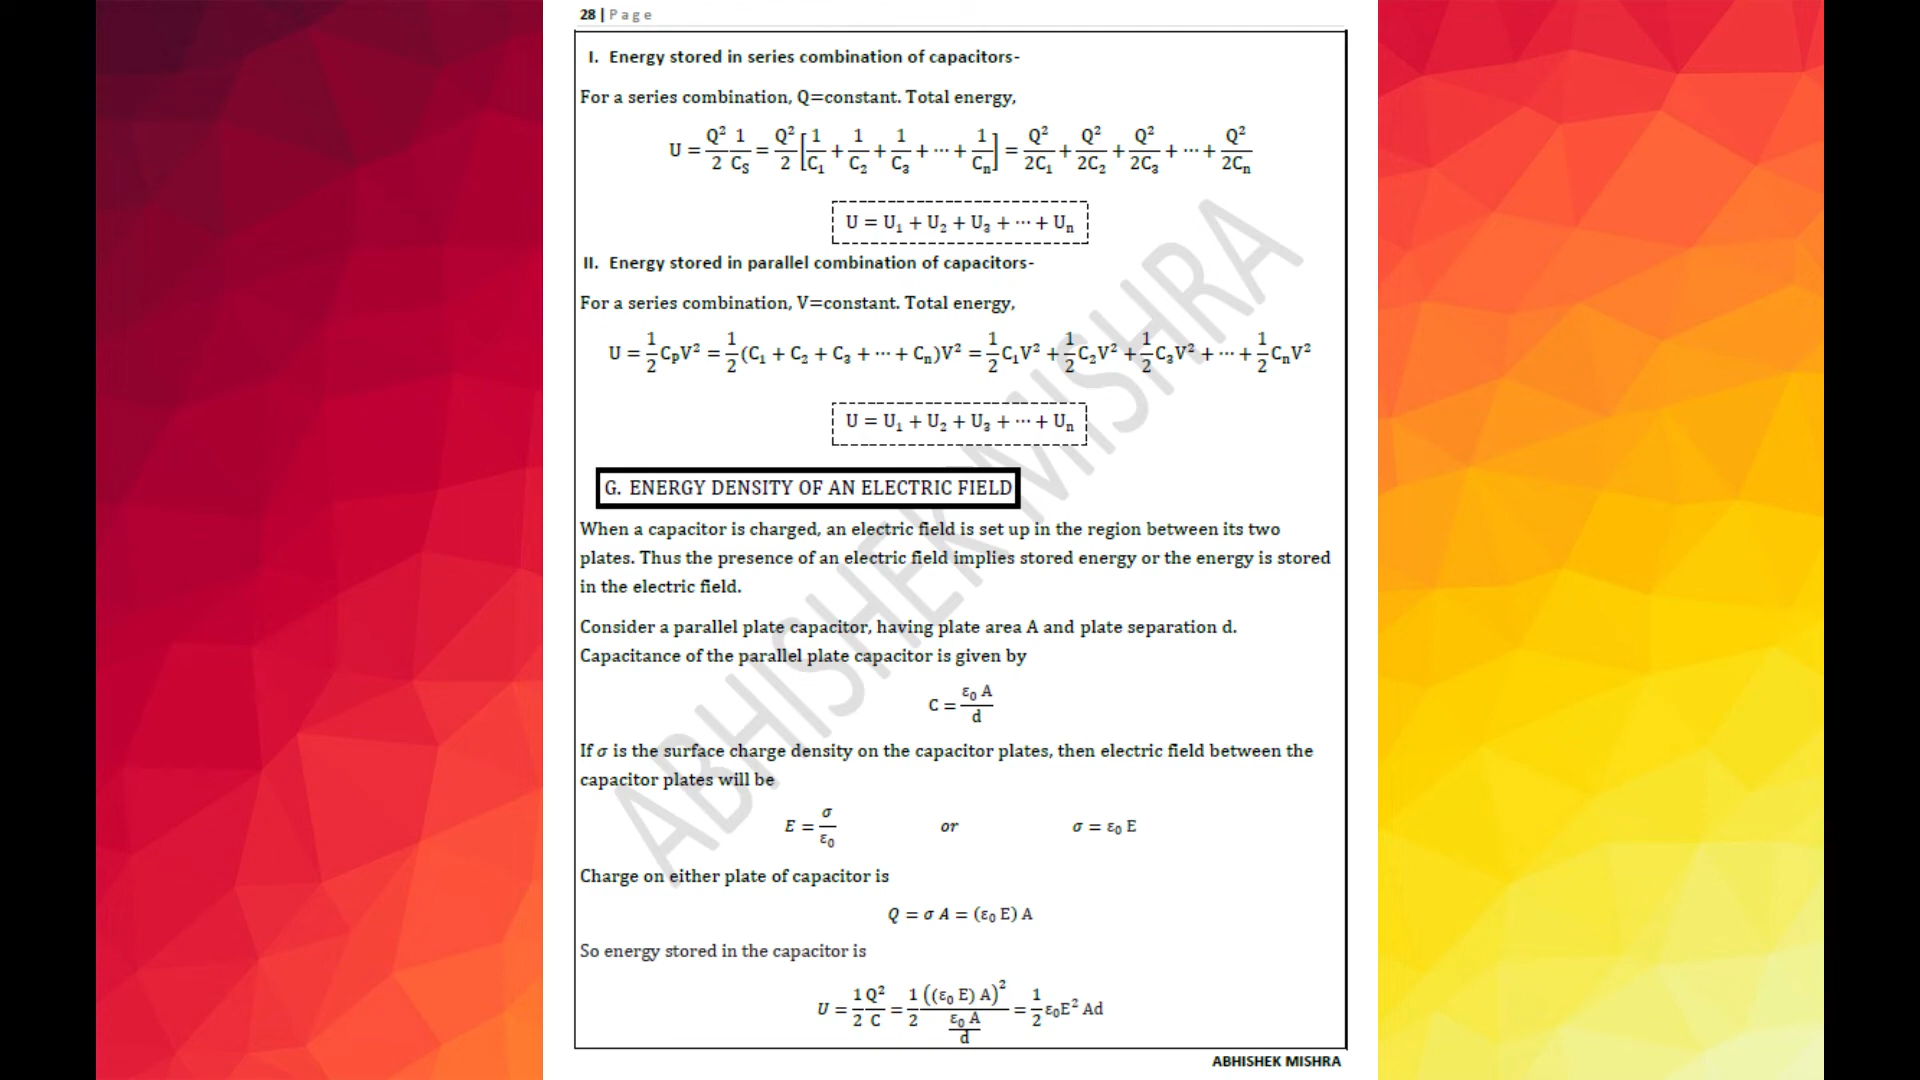 28 | Page
I. Energy stored in series combination of capacitors-
For a series combination, Q=constant. Total energy,
U = Q²/2 1/C_S = Q²/2 [1/C₁ + 1/C₂ + 1/C₃ + ⋯ + 1/Cₙ] = Q²/2C₁ + Q²/2C₂ + Q²/2C₃ + ⋯ + Q²/2Cₙ
U = U₁ + U₂ + U₃ + ⋯ + Uₙ
II. Energy stored in parallel combination of capacitors-
For a series combination, V=constant. Total energy,
U = 1/2 C_P V² = 1/2 (C₁ + C₂ + C₃ + ⋯ + Cₙ)V² = 1/2 C₁V² + 1/2 C₂V² + 1/2 C₃V² + ⋯ + 1/2 CₙV²
U = U₁ + U₂ + U₃ + ⋯ + Uₙ
G. ENERGY DENSITY OF AN ELECTRIC FIELD
When a capacitor is charged, an electric field is set up in the region between its two
plates. Thus the presence of an electric field implies stored energy or the energy is stored
in the electric field.
Consider a parallel plate capacitor, having plate area A and plate separation d.
Capacitance of the parallel plate capacitor is given by
C = ε₀ A/d
If σ is the surface charge density on the capacitor plates, then electric field between the
capacitor plates will be
E = σ/ε₀ or σ = ε₀ E
Charge on either plate of capacitor is
Q = σ A = (ε₀ E) A
So energy stored in the capacitor is
U = 1/2 Q²/C = 1/2 ((ε₀ E) A)²/(ε₀ A/d) = 1/2 ε₀E² Ad
ABHISHEK MISHRA
ABHISHEK MISHRA